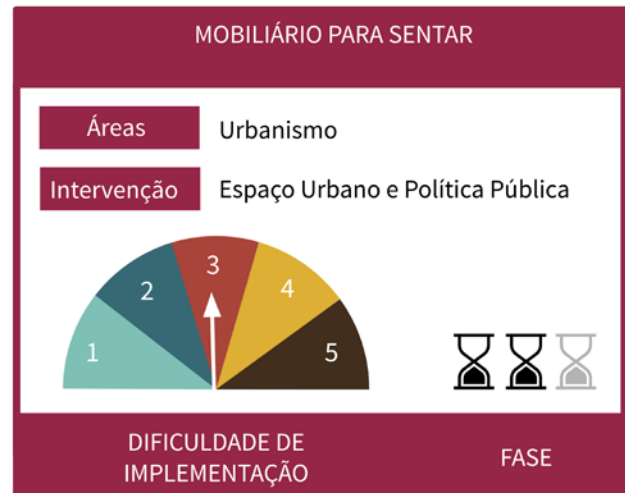 MOBILIÁRIO PARA SENTAR
Áreas
Urbanismo
Intervenção
Espaço Urbano e Política Pública
1
2
3
4
5
DIFICULDADE DE
IMPLEMENTAÇÃO
FASE